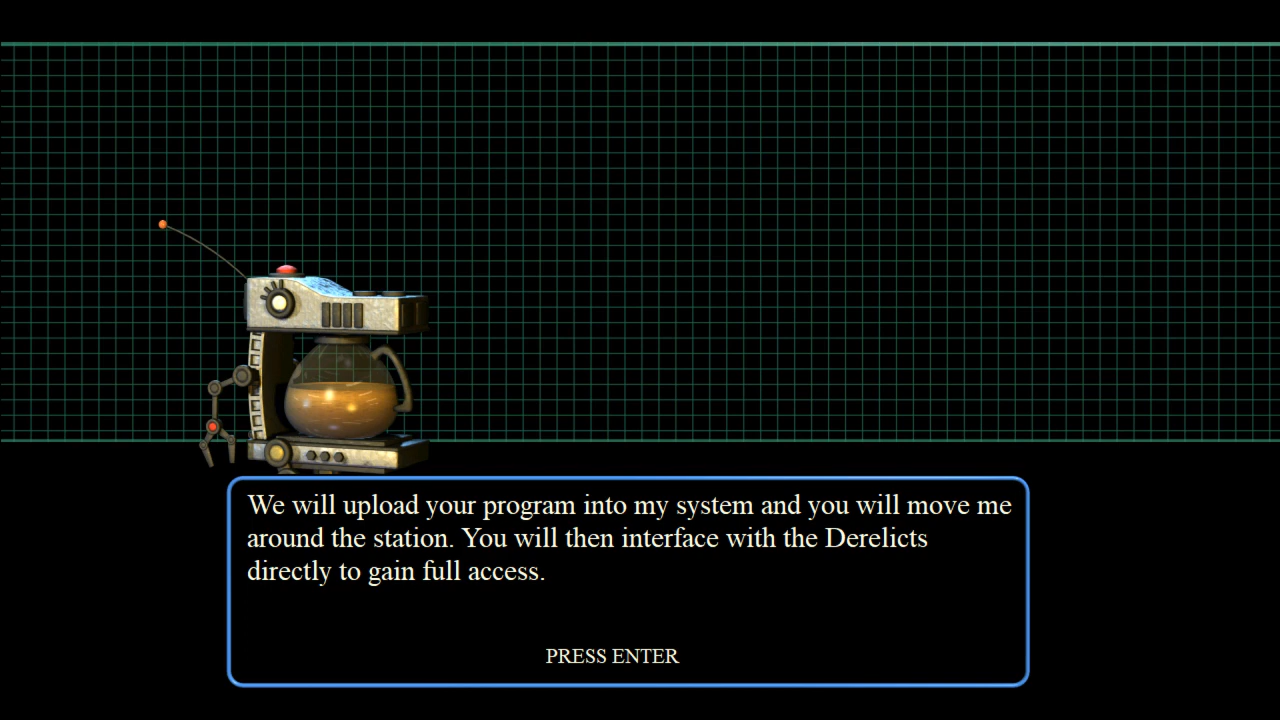 We will upload your program into my system and you will move me
around the station. You will then interface with the Derelicts
directly to gain full access.
PRESS ENTER